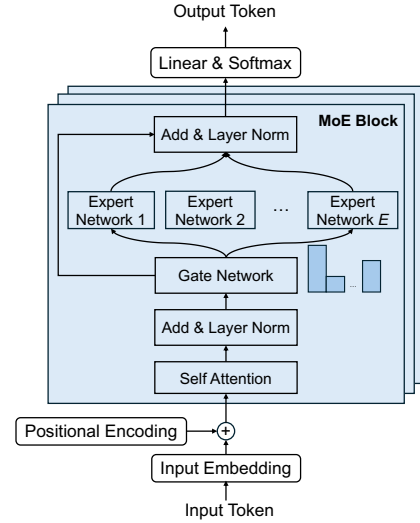 Output Token
Linear & Softmax
MoE Block
Add & Layer Norm
Expert
Network 1
Expert
Network 2
...
Expert
Network E
Gate Network
...
Add & Layer Norm
Self Attention
Positional Encoding
+
Input Embedding
Input Token